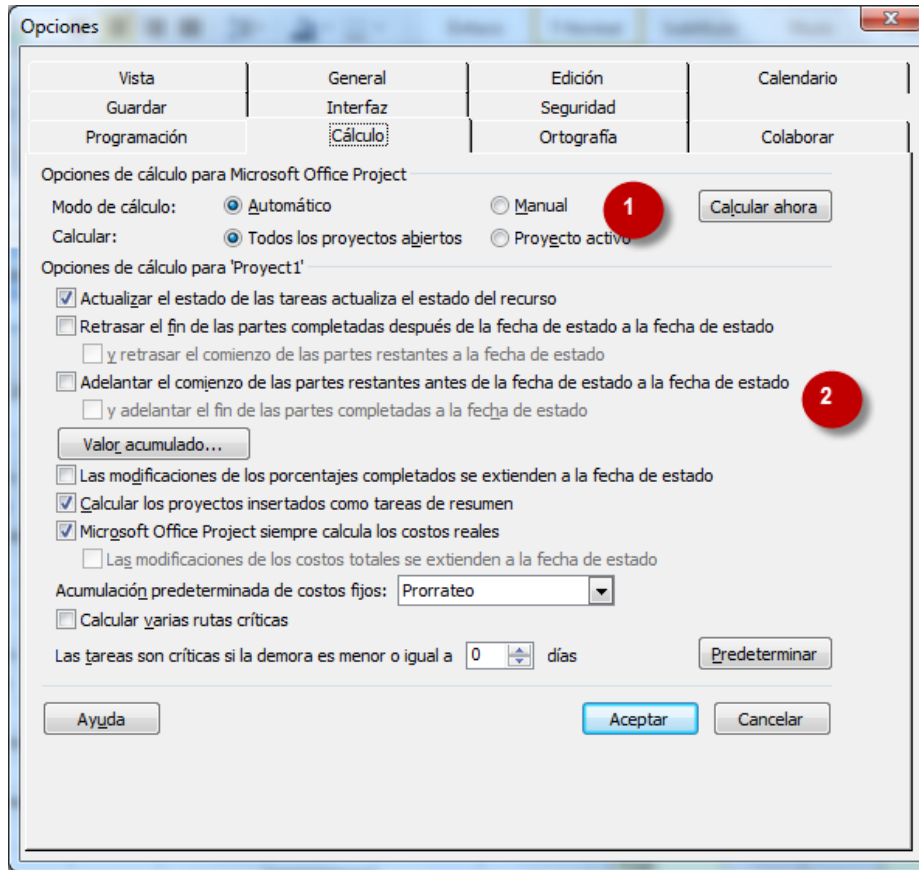 Opciones
Vista General Edición Calendario
Guardar Interfaz Seguridad
Programación Cálculo Ortografía Colaborar
Opciones de cálculo para Microsoft Office Project
Modo de cálculo: Automático Manual 1 Calcular ahora
Calcular: Todos los proyectos abiertos Proyecto activo
Opciones de cálculo para 'Proyect1'
Actualizar el estado de las tareas actualiza el estado del recurso
Retrasar el fin de las partes completadas después de la fecha de estado a la fecha de estado
y retrasar el comienzo de las partes restantes a la fecha de estado
Adelantar el comienzo de las partes restantes antes de la fecha de estado a la fecha de estado
2
y adelantar el fin de las partes completadas a la fecha de estado
Valor acumulado...
Las modificaciones de los porcentajes completados se extienden a la fecha de estado
Calcular los proyectos insertados como tareas de resumen
Microsoft Office Project siempre calcula los costos reales
Las modificaciones de los costos totales se extienden a la fecha de estado
Acumulación predeterminada de costos fijos: Prorrateo
Calcular varias rutas críticas
Las tareas son críticas si la demora es menor o igual a 0 días Predeterminar
Ayuda Aceptar Cancelar